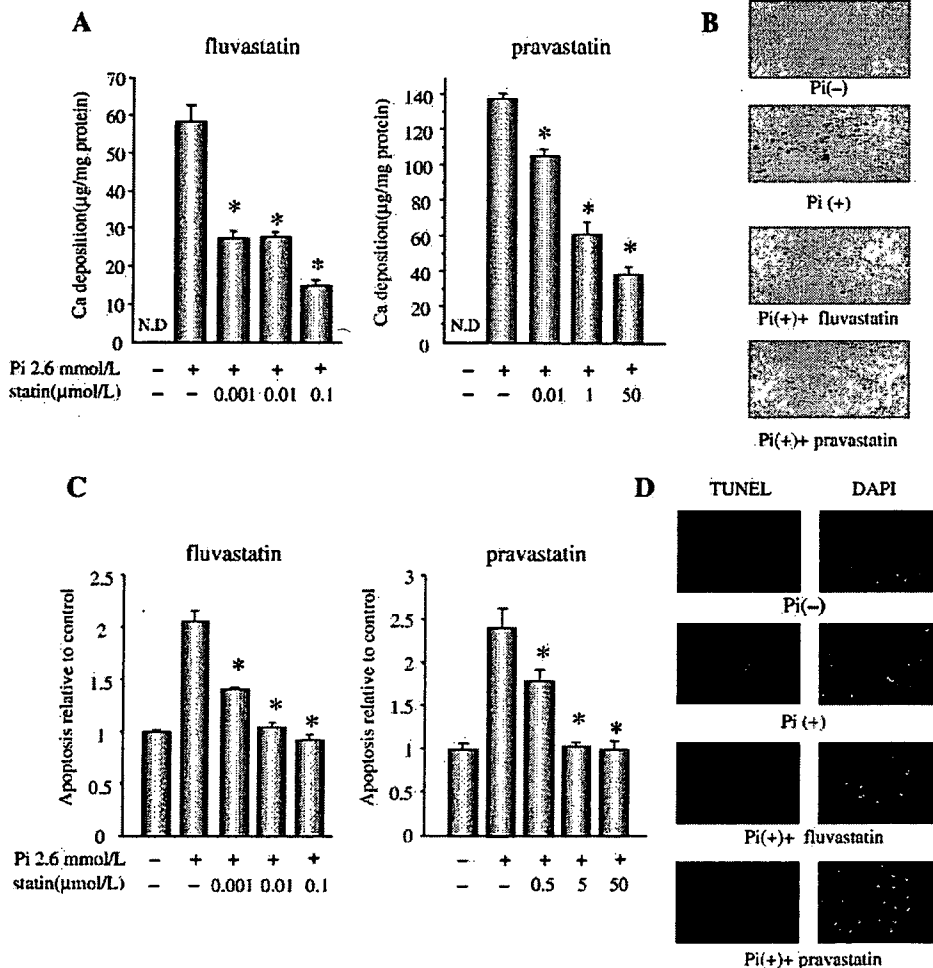 A
fluvastatin
Ca deposition(µg/mg protein)
70
60
50
40
30
20
10
0
N.D
*
*
*
Pi 2.6 mmol/L – + + + +
statin(µmol/L) – – 0.001 0.01 0.1
pravastatin
Ca deposition(µg/mg protein)
140
120
100
80
60
40
20
0
N.D
*
*
*
– + + + +
– – 0.01 1 50
B
Pi(–)
Pi (+)
Pi(+)+ fluvastatin
Pi(+)+ pravastatin
C
fluvastatin
Apoptosis relative to control
2.5
2
1.5
1
0.5
0
*
*
*
Pi 2.6 mmol/L – + + + +
statin(µmol/L) – – 0.001 0.01 0.1
pravastatin
Apoptosis relative to control
3
2.5
2
1.5
1
0.5
0
*
*
*
– + + + +
– – 0.5 5 50
D
TUNEL DAPI
Pi(–)
Pi (+)
Pi(+)+ fluvastatin
Pi(+)+ pravastatin